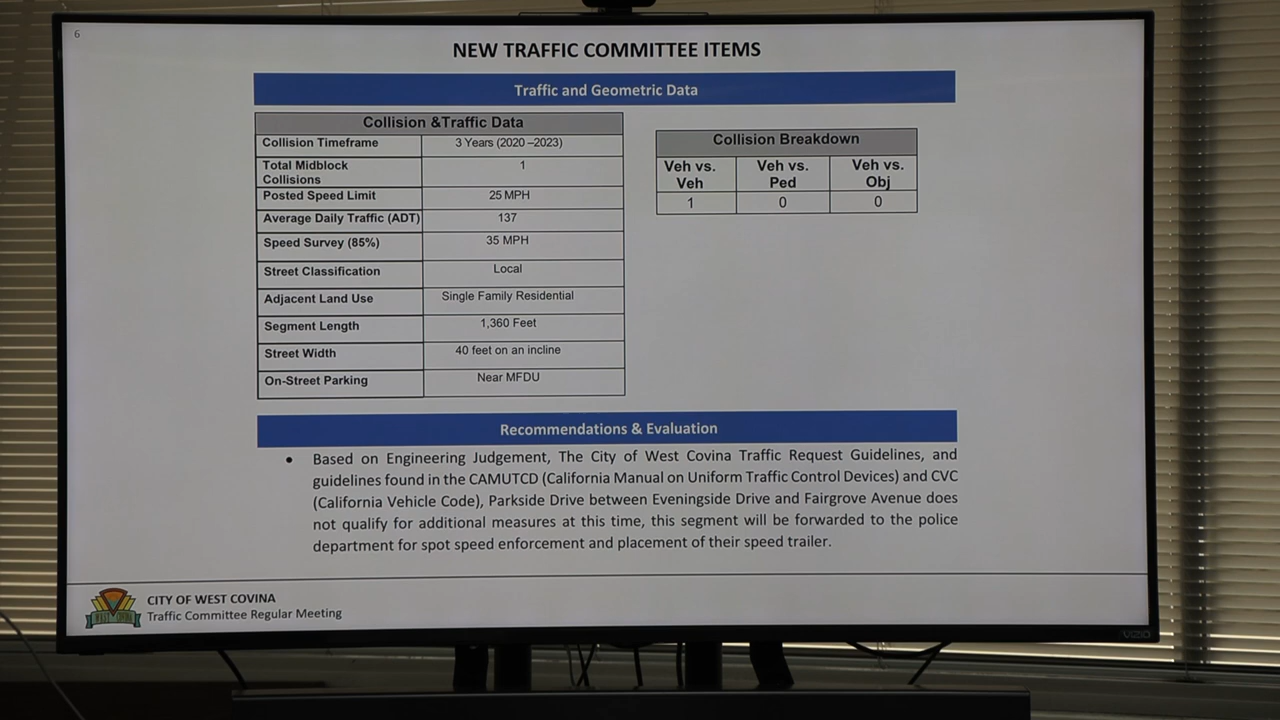 6
NEW TRAFFIC COMMITTEE ITEMS
Traffic and Geometric Data
Collision &Traffic Data
Collision Timeframe 3 Years (2020 –2023)
Total Midblock Collisions 1
Posted Speed Limit 25 MPH
Average Daily Traffic (ADT) 137
Speed Survey (85%) 35 MPH
Street Classification Local
Adjacent Land Use Single Family Residential
Segment Length 1,360 Feet
Street Width 40 feet on an incline
On-Street Parking Near MFDU
Collision Breakdown
Veh vs. Veh Veh vs. Ped Veh vs. Obj
1 0 0
Recommendations & Evaluation
• Based on Engineering Judgement, The City of West Covina Traffic Request Guidelines, and
guidelines found in the CAMUTCD (California Manual on Uniform Traffic Control Devices) and CVC
(California Vehicle Code), Parkside Drive between Eveningside Drive and Fairgrove Avenue does
not qualify for additional measures at this time, this segment will be forwarded to the police
department for spot speed enforcement and placement of their speed trailer.
WEST COVINA
CITY OF WEST COVINA
Traffic Committee Regular Meeting
VIZIO